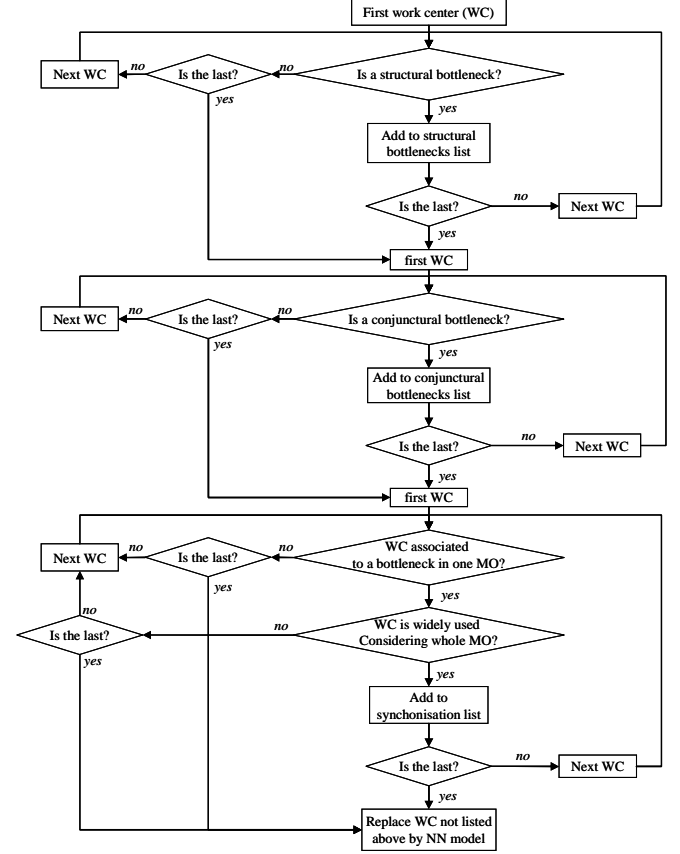 First work center (WC)
Next WC
no
Is the last?
no
Is a structural bottleneck?
yes
yes
Add to structural
bottlenecks list
Is the last?
no
Next WC
yes
first WC
Next WC
no
Is the last?
no
Is a conjunctural bottleneck?
yes
yes
Add to conjunctural
bottlenecks list
Is the last?
no
Next WC
yes
first WC
Next WC
no
Is the last?
no
WC associated
to a bottleneck in one MO?
yes
yes
no
Is the last?
no
WC is widely used
Considering whole MO?
yes
yes
Add to
synchonisation list
Is the last?
no
Next WC
yes
Replace WC not listed
above by NN model